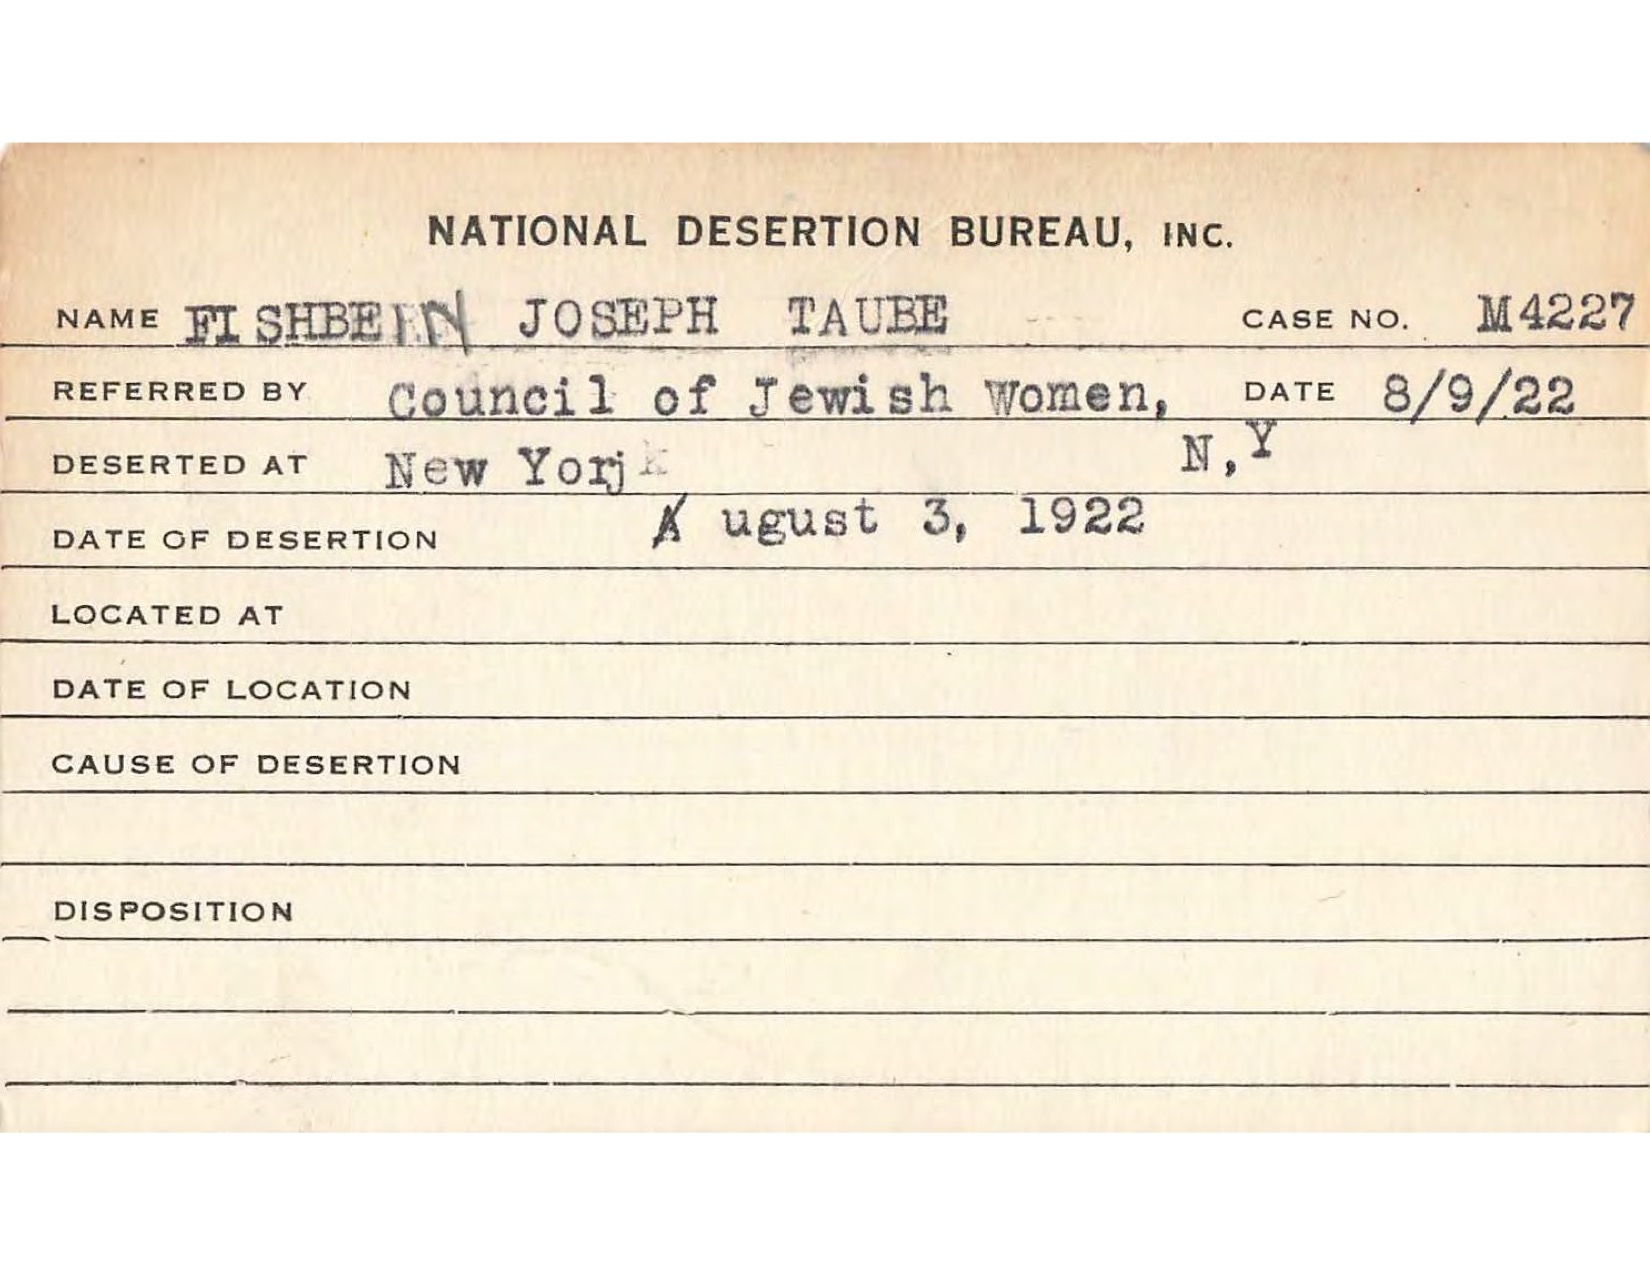 NATIONAL DESERTION BUREAU, INC.
NAME FISHBEIN JOSEPH TAUBE CASE NO. M4227
REFERRED BY Council of Jewish Women, DATE 8/9/22
N,Y
DESERTED AT New Yorj k
DATE OF DESERTION A ugust 3, 1922
LOCATED AT
DATE OF LOCATION
CAUSE OF DESERTION
DISPOSITION